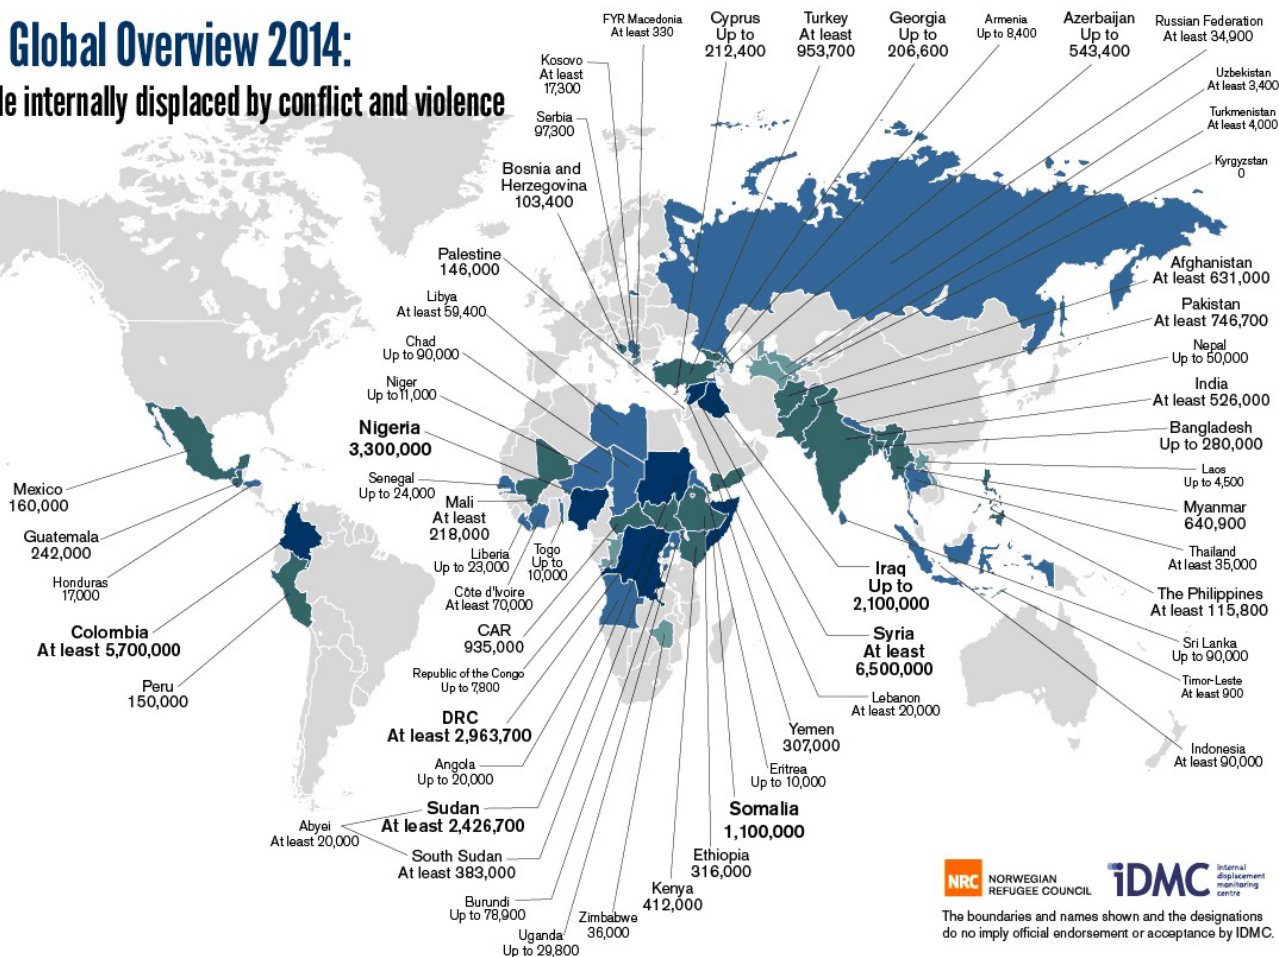 Global Overview 2014:
le internally displaced by conflict and violence
FYR Macedonia
At least 330
Cyprus
Up to
212,400
Turkey
At least
953,700
Georgia
Up to
206,600
Armenia
Up to 8,400
Azerbaijan
Up to
543,400
Russian Federation
At least 34,900
Kosovo
At least
17,300
Uzbekistan
At least 3,400
Serbia
97,300
Turkmenistan
At least 4,000
Bosnia and
Herzegovina
103,400
Kyrgyzstan
0
Palestine
146,000
Afghanistan
At least 631,000
Libya
At least 59,400
Pakistan
At least 746,700
Chad
Up to 90,000
Nepal
Up to 50,000
Niger
Up to 11,000
India
At least 526,000
Nigeria
3,300,000
Bangladesh
Up to 280,000
Senegal
Up to 24,000
Laos
Up to 4,500
Mexico
160,000
Mali
At least
218,000
Myanmar
640,900
Guatemala
242,000
Liberia
Up to 23,000
Togo
Up to
10,000
Thailand
At least 35,000
Honduras
17,000
Côte d'Ivoire
At least 70,000
Iraq
Up to
2,100,000
The Philippines
At least 115,800
Colombia
At least 5,700,000
CAR
935,000
Syria
At least
6,500,000
Sri Lanka
Up to 90,000
Republic of the Congo
Up to 7,800
Timor-Leste
At least 900
Peru
150,000
Lebanon
At least 20,000
DRC
At least 2,963,700
Yemen
307,000
Indonesia
At least 90,000
Angola
Up to 20,000
Eritrea
Up to 10,000
Sudan
At least 2,426,700
Somalia
1,100,000
Abyei
At least 20,000
South Sudan
At least 383,000
Ethiopia
316,000
Kenya
412,000
Burundi
Up to 78,900
Zimbabwe
36,000
Uganda
Up to 29,800
NRC
NORWEGIAN
REFUGEE COUNCIL
iDMC
internal
displacement
monitoring
centre
The boundaries and names shown and the designations
do no imply official endorsement or acceptance by IDMC.